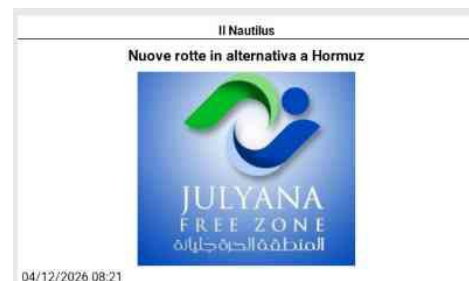 Il Nautilus
Nuove rotte in alternativa a Hormuz
JULYANA
FREE ZONE
المنطقة الحرة جليانة
04/12/2026 08:21